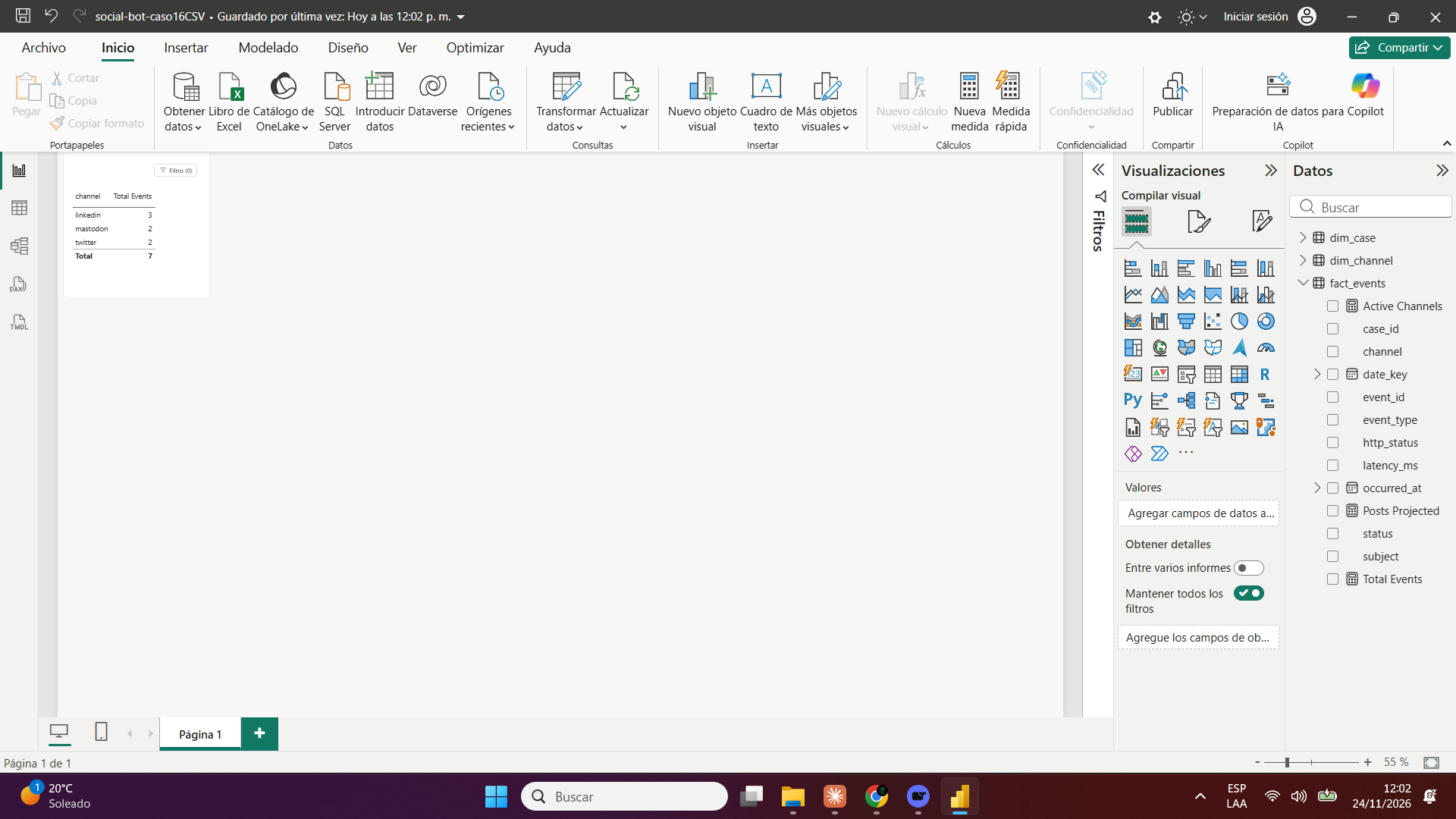 social-bot-caso16CSV • Guardado por última vez: Hoy a las 12:02 p. m.
Iniciar sesión
Archivo Inicio Insertar Modelado Diseño Ver Optimizar Ayuda
Compartir
Pegar
Cortar
Copia
Copiar formato
Portapapeles
Obtener datos
Libro de Excel
Catálogo de OneLake
SQL Server
Introducir datos
Dataverse
Orígenes recientes
Datos
Transformar datos
Actualizar
Consultas
Nuevo objeto visual
Cuadro de texto
Más objetos visuales
Insertar
Nuevo cálculo visual
Nueva medida
Medida rápida
Cálculos
Confidencialidad
Confidencialidad
Publicar
Compartir
Preparación de datos para IA
Copilot
Copilot
DAX
TMDL
Filtro (0)
channel Total Events
linkedin 3
mastodon 2
twitter 2
Total 7
Filtros
Visualizaciones
Compilar visual
123
R
Py
Valores
Agregar campos de datos a...
Obtener detalles
Entre varios informes
Mantener todos los
filtros
Agregue los campos de ob...
Datos
Buscar
dim_case
dim_channel
fact_events
Active Channels
case_id
channel
date_key
event_id
event_type
http_status
latency_ms
occurred_at
Posts Projected
status
subject
Total Events
Página 1
+
Página 1 de 1
- + 55 %
1
20°C
Soleado
Buscar
ESP
LAA
12:02
24/11/2026